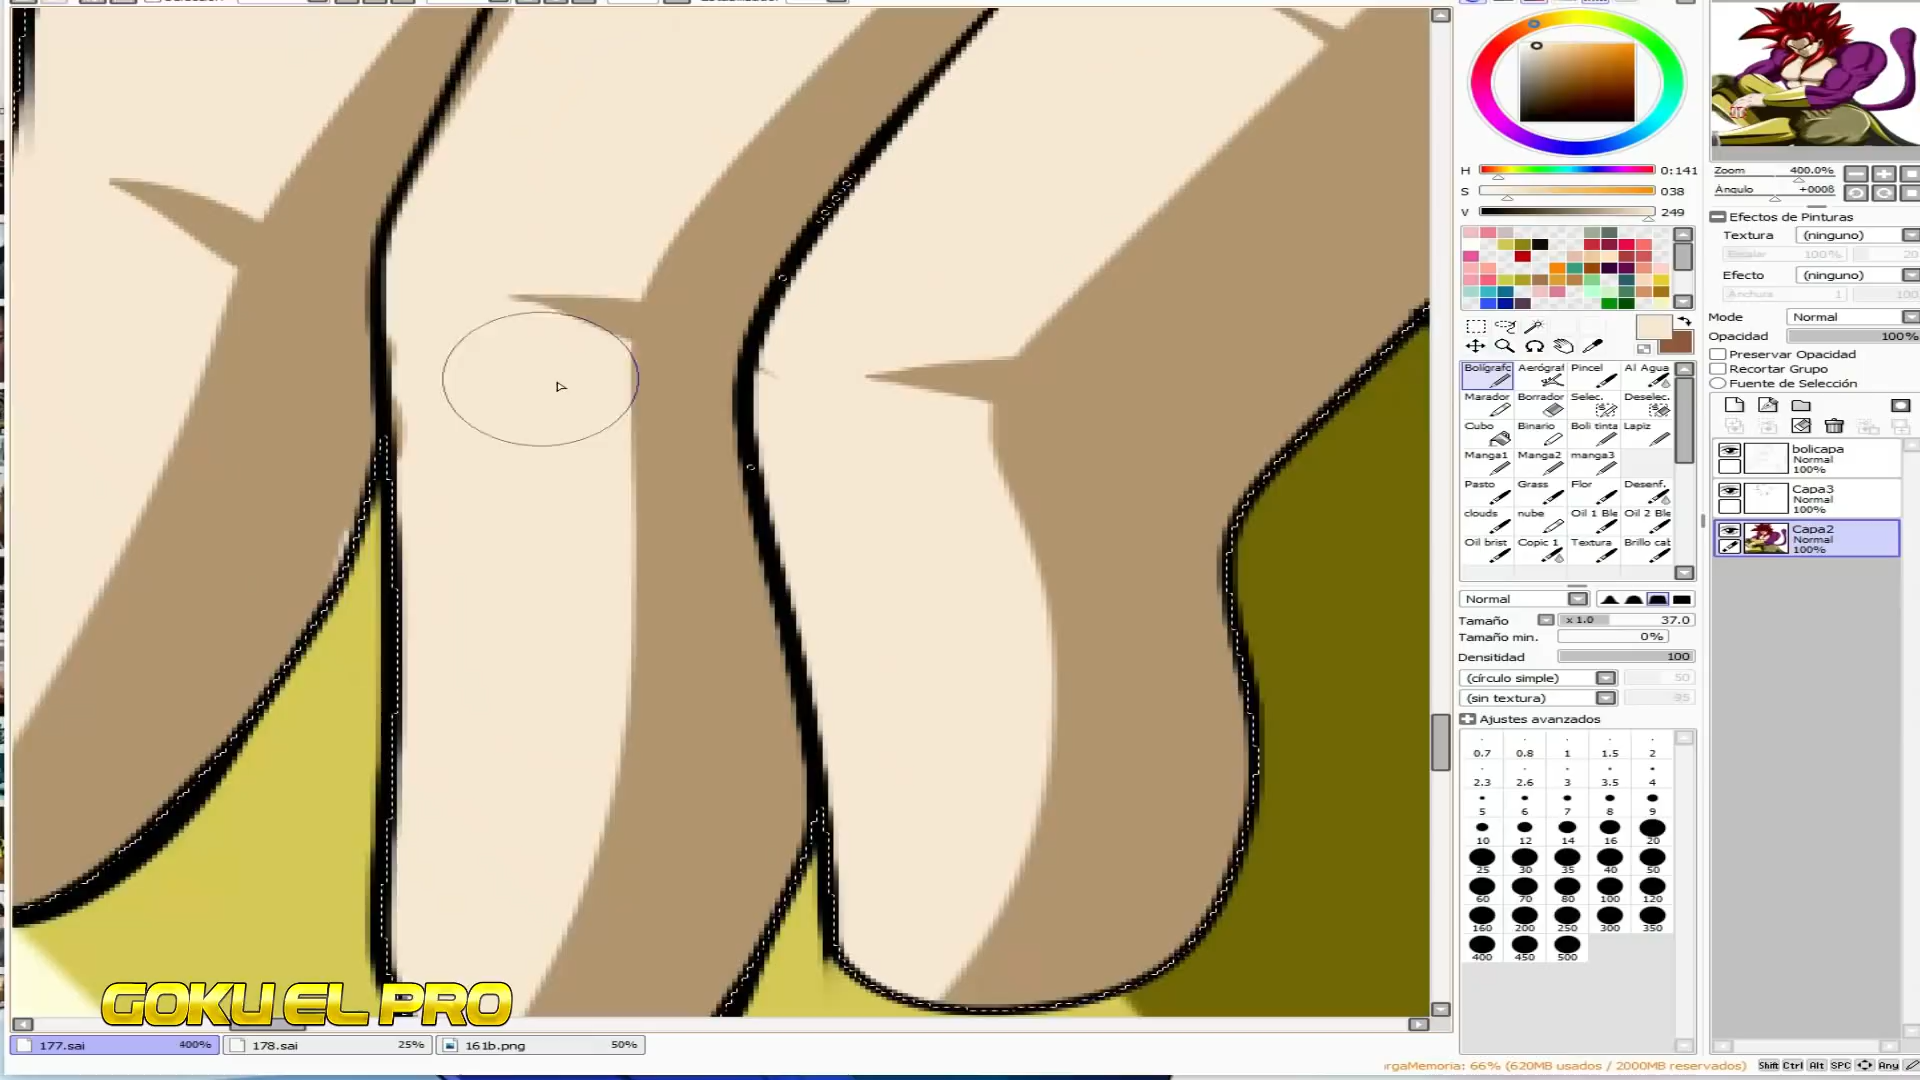 H 0:141
S 038
V 249
Zoom 400.0%
Ángulo +0008
Efectos de Pinturas
Textura (ninguno)
Escalar 100% 20
Efecto (ninguno)
Anchura 1 100
Mode Normal
Opacidad 100%
Preservar Opacidad
Recortar Grupo
Fuente de Selección
Bolígrafo Aerógraf Pincel Al Agua
Marador Borrador Selec. Deselec.
Cubo Binario Boli tinta Lapiz
Manga1 Manga2 manga3
Pasto Grass Flor Desenf.
clouds nube Oil 1 Ble Oil 2 Ble
Oil brist Copic 1 Textura Brillo cab
bolicapa
Normal
100%
Capa3
Normal
100%
Capa2
Normal
100%
Normal
Tamaño x 1.0 37.0
Tamaño min. 0%
Densitidad 100
(círculo simple) 50
(sin textura) 95
Ajustes avanzados
0.7 0.8 1 1.5 2
2.3 2.6 3 3.5 4
5 6 7 8 9
10 12 14 16 20
25 30 35 40 50
60 70 80 100 120
160 200 250 300 350
400 450 500
GOKU EL PRO
177.sai 400% 178.sai 25% 161b.png 50%
rgaMemoria: 66% (620MB usados / 2000MB reservados) Shift Ctrl Alt SPC Any